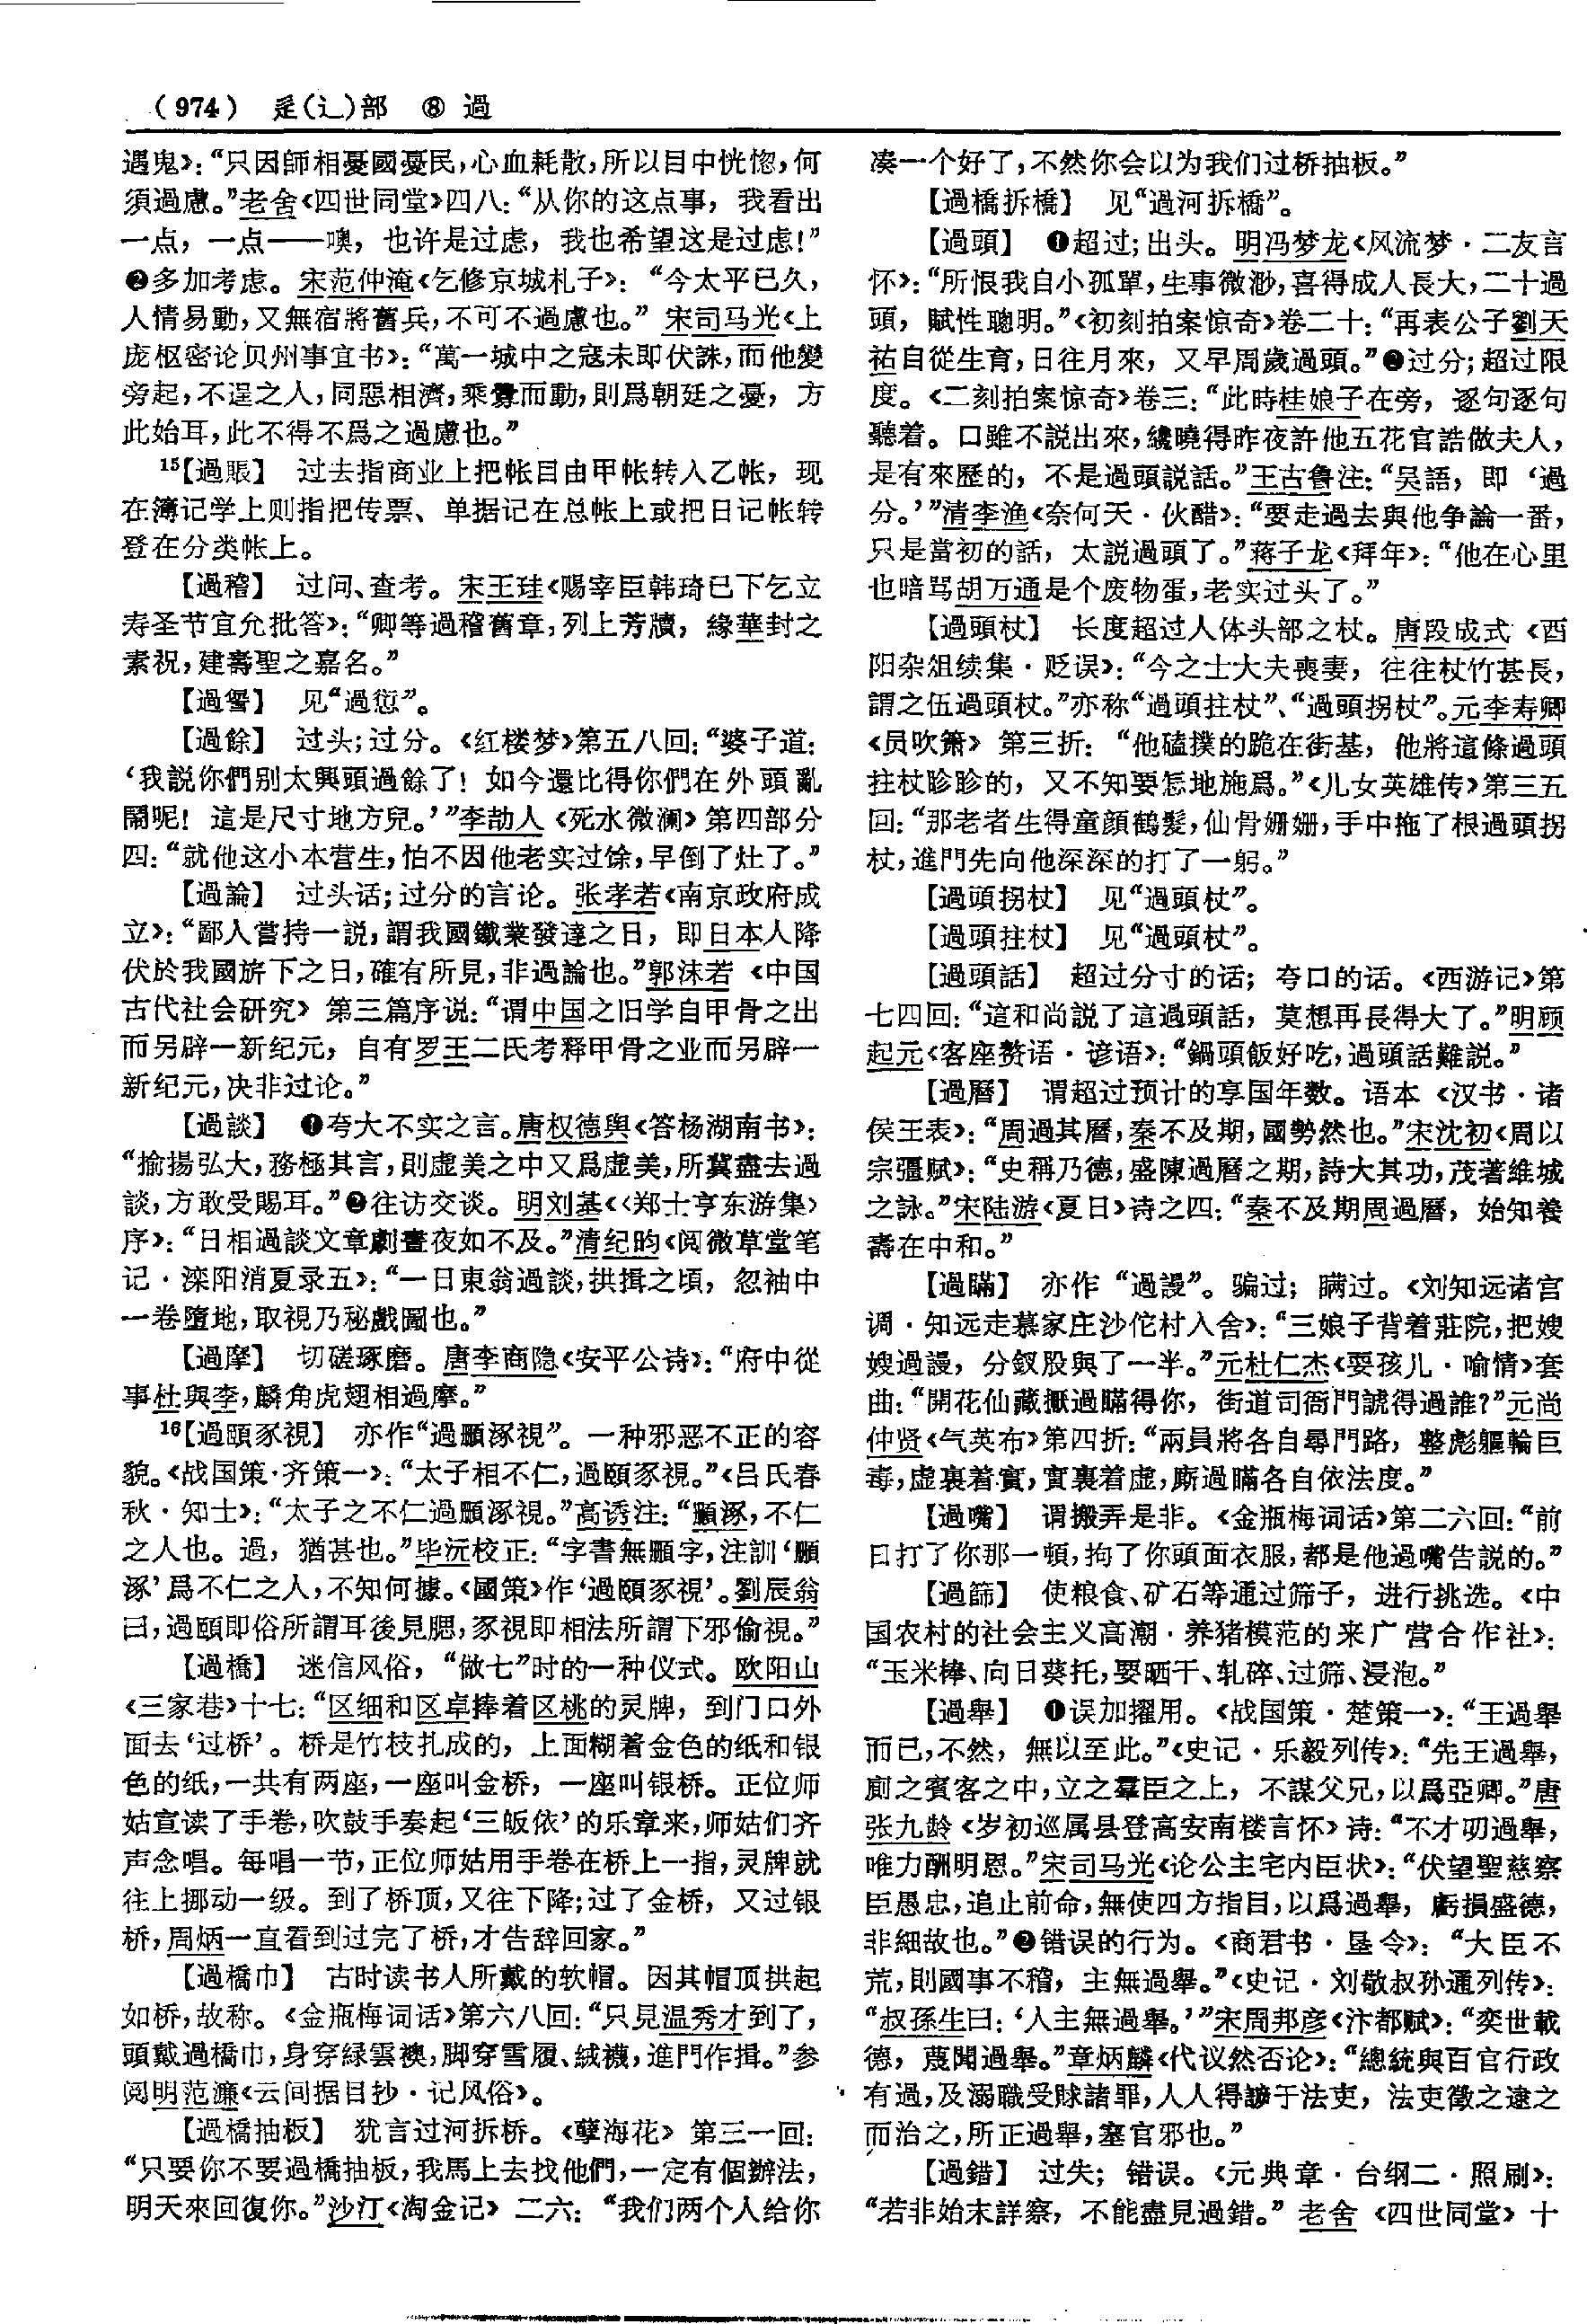 （974） 辵(辶)部 ⑧ 過
遇鬼》：“只因師相憂國憂民，心血耗散，所以目中恍惚，何
須過慮。”老舍《四世同堂》四八：“从你的这点事，我看出
一点，一点——噢，也许是过虑，我也希望这是过虑！”
❷多加考虑。宋范仲淹《乞修京城札子》：“今太平已久，
人情易動，又無宿將舊兵，不可不過慮也。”宋司马光《上
庞枢密论贝州事宜书》：“萬一城中之寇未即伏誅，而他變
旁起，不逞之人，同惡相濟，乘釁而動，則爲朝廷之憂，方
此始耳，此不得不爲之過慮也。”
15【過賬】 过去指商业上把帐目由甲帐转入乙帐，现
在簿记学上则指把传票、单据记在总帐上或把日记帐转
登在分类帐上。
【過稽】 过问、查考。宋王珪《赐宰臣韩琦已下乞立
寿圣节宜允批答》：“卿等過稽舊章，列上芳牘，緣華封之
素祝，建壽聖之嘉名。”
【過諐】 见“過愆”。
【過餘】 过头；过分。《红楼梦》第五八回：“婆子道：
‘我説你們别太興頭過餘了！如今還比得你們在外頭亂
鬧呢！這是尺寸地方兒。’”李劼人《死水微澜》第四部分
四：“就他这小本营生，怕不因他老实过馀，早倒了灶了。”
【過論】 过头话；过分的言论。张孝若《南京政府成
立》：“鄙人嘗持一説，謂我國鐵業發達之日，即日本人降
伏於我國旂下之日，確有所見，非過論也。”郭沫若《中国
古代社会研究》第三篇序说：“谓中国之旧学自甲骨之出
而另辟一新纪元，自有罗王二氏考释甲骨之业而另辟一
新纪元，决非过论。”
【過談】 ❶夸大不实之言。唐权德舆《答杨湖南书》：
“揄揚弘大，務極其言，則虚美之中又爲虚美，所冀盡去過
談，方敢受賜耳。”❷往访交谈。明刘基《〈郑士亨东游集〉
序》：“日相過談文章劇晝夜如不及。”清纪昀《阅微草堂笔
记·滦阳消夏录五》：“一日東翁過談，拱揖之頃，忽袖中
一卷墮地，取視乃秘戲圖也。”
【過摩】 切磋琢磨。唐李商隐《安平公诗》：“府中從
事杜與李，麟角虎翅相過摩。”
16【過頤豕視】 亦作“過𩓐涿視”。一种邪恶不正的容
貌。《战国策·齐策一》：“太子相不仁，過頤豕視。”《吕氏春
秋·知士》：“太子之不仁過𩓐涿視。”高诱注：“𩓐涿，不仁
之人也。過，猶甚也。”毕沅校正：“字書無𩓐字，注訓‘𩓐
涿’爲不仁之人，不知何據。《國策》作‘過頤豕視’。劉辰翁
曰，過頤即俗所謂耳後見腮，豕視即相法所謂下邪偷視。”
【過橋】 迷信风俗，“做七”时的一种仪式。欧阳山
《三家巷》十七：“区细和区卓捧着区桃的灵牌，到门口外
面去‘过桥’。桥是竹枝扎成的，上面糊着金色的纸和银
色的纸，一共有两座，一座叫金桥，一座叫银桥。正位师
姑宣读了手卷，吹鼓手奏起‘三皈依’的乐章来，师姑们齐
声念唱。每唱一节，正位师姑用手卷在桥上一指，灵牌就
往上挪动一级。到了桥顶，又往下降；过了金桥，又过银
桥，周炳一直看到过完了桥，才告辞回家。”
【過橋巾】 古时读书人所戴的软帽。因其帽顶拱起
如桥，故称。《金瓶梅词话》第六八回：“只見温秀才到了，
頭戴過橋巾，身穿緑雲襖，脚穿雪履、絨襪，進門作揖。”参
阅明范濂《云间据目抄·记风俗》。
【過橋抽板】 犹言过河拆桥。《孽海花》第三一回：
“只要你不要過橋抽板，我馬上去找他們，一定有個辦法，
明天來回復你。”沙汀《淘金记》二六：“我们两个人给你
凑一个好了，不然你会以为我们过桥抽板。”
【過橋拆橋】 见“過河拆橋”。
【過頭】 ❶超过；出头。明冯梦龙《风流梦·二友言
怀》：“所恨我自小孤單，生事微渺，喜得成人長大，二十過
頭，賦性聰明。”《初刻拍案惊奇》卷二十：“再表公子劉天
祐自從生育，日往月來，又早周歲過頭。”❷过分；超过限
度。《二刻拍案惊奇》卷三：“此時桂娘子在旁，逐句逐句
聽着。口雖不説出來，纔曉得昨夜許他五花官誥做夫人，
是有來歷的，不是過頭説話。”王古鲁注：“吴語，即‘過
分。’”清李渔《奈何天·伙醋》：“要走過去與他争論一番，
只是當初的話，太説過頭了。”蒋子龙《拜年》：“他在心里
也暗骂胡万通是个废物蛋，老实过头了。”
【過頭杖】 长度超过人体头部之杖。唐段成式《酉
阳杂俎续集·贬误》：“今之士大夫喪妻，往往杖竹甚長，
謂之伍過頭杖。”亦称“過頭拄杖”、“過頭拐杖”。元李寿卿
《员吹箫》第三折：“他磕撲的跪在街基，他將這條過頭
拄杖眕眕的，又不知要怎地施爲。”《儿女英雄传》第三五
回：“那老者生得童顔鶴髮，仙骨姗姗，手中拖了根過頭拐
杖，進門先向他深深的打了一躬。”
【過頭拐杖】 见“過頭杖”。
【過頭拄杖】 见“過頭杖”。
【過頭話】 超过分寸的话；夸口的话。《西游记》第
七四回：“這和尚説了這過頭話，莫想再長得大了。”明顾
起元《客座赘语·谚语》：“鍋頭飯好吃，過頭話難説。”
【過曆】 谓超过预计的享国年数。语本《汉书·诸
侯王表》：“周過其曆，秦不及期，國勢然也。”宋沈初《周以
宗彊赋》：“史稱乃德，盛陳過曆之期，詩大其功，茂著維城
之詠。”宋陆游《夏日》诗之四：“秦不及期周過曆，始知養
壽在中和。”
【過瞞】 亦作“過謾”。骗过；瞒过。《刘知远诸宫
调·知远走慕家庄沙佗村入舍》：“三娘子背着莊院，把嫂
嫂過謾，分釵股與了一半。”元杜仁杰《耍孩儿·喻情》套
曲：“開花仙藏擫過瞞得你，街道司衙門諕得過誰？”元尚
仲贤《气英布》第四折：“兩員將各自尋門路，整彪軀輪巨
毒，虚裏着實，實裏着虚，廝過瞞各自依法度。”
【過嘴】 谓搬弄是非。《金瓶梅词话》第二六回：“前
日打了你那一頓，拘了你頭面衣服，都是他過嘴告説的。”
【過篩】 使粮食、矿石等通过筛子，进行挑选。《中
国农村的社会主义高潮·养猪模范的来广营合作社》：
“玉米棒、向日葵托，要晒干、轧碎、过筛、浸泡。”
【過舉】 ❶误加擢用。《战国策·楚策一》：“王過舉
而已，不然，無以至此。”《史记·乐毅列传》：“先王過舉，
厠之賓客之中，立之羣臣之上，不謀父兄，以爲亞卿。”唐
张九龄《岁初巡属县登高安南楼言怀》诗：“不才叨過舉，
唯力酬明恩。”宋司马光《论公主宅内臣状》：“伏望聖慈察
臣愚忠，追止前命，無使四方指目，以爲過舉，虧損盛德，
非細故也。”❷错误的行为。《商君书·垦令》：“大臣不
荒，則國事不稽，主無過舉。”《史记·刘敬叔孙通列传》：
“叔孫生曰：‘人主無過舉。’”宋周邦彦《汴都赋》：“奕世載
德，蔑聞過舉。”章炳麟《代议然否论》：“總統與百官行政
有過，及溺職受賕諸罪，人人得諺于法吏，法吏徵之逮之
而治之，所正過舉，塞官邪也。”
【過錯】 过失；错误。《元典章·台纲二·照刷》：
“若非始末詳察，不能盡見過錯。”老舍《四世同堂》十